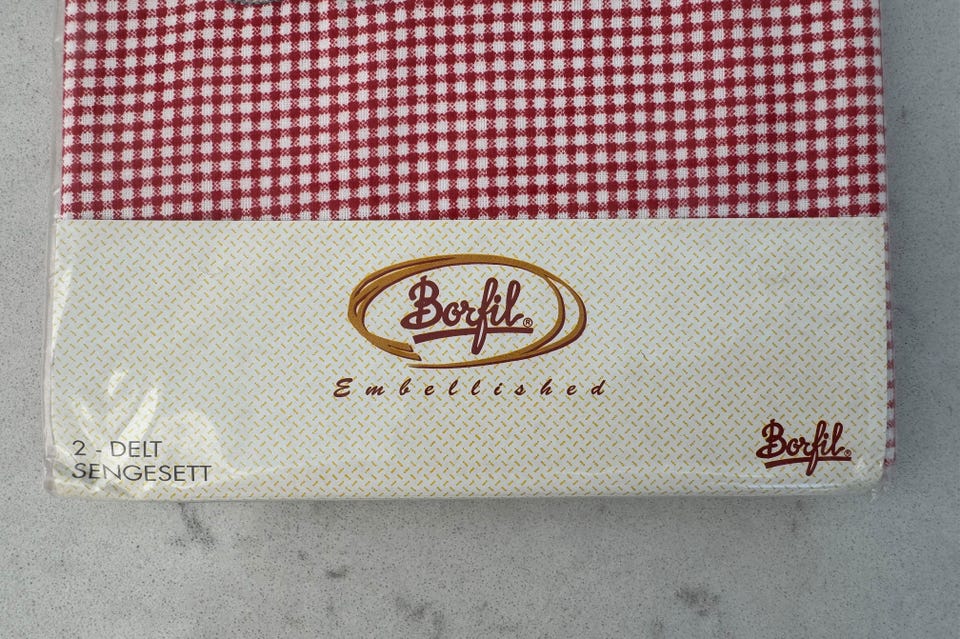 Borfil®
Embellished
2 - DELT
SENGESETT
Borfil®